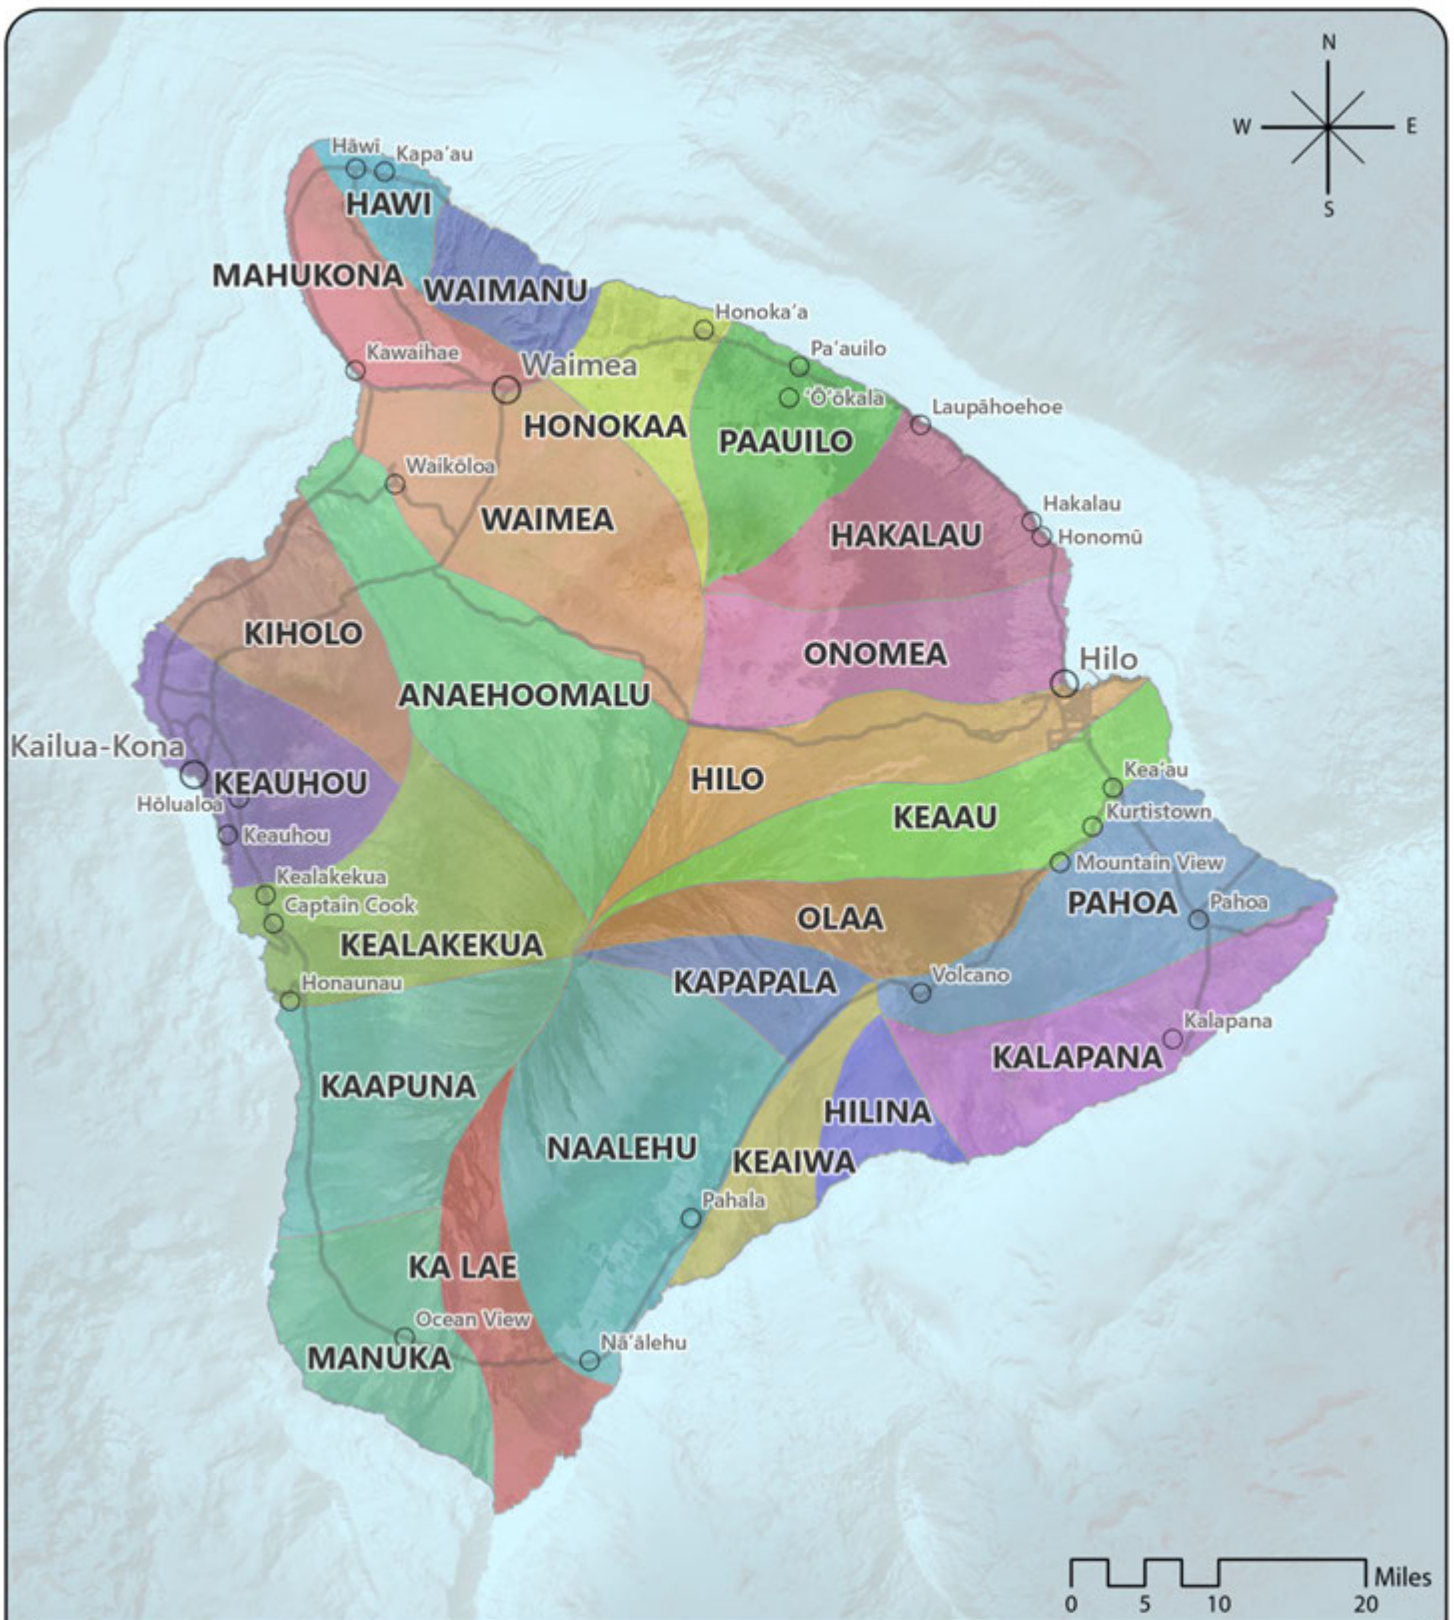 N
W E
S
Hāwī
Kapa'au
HAWI
MAHUKONA
WAIMANU
Honoka'a
Pa'auilo
Kawaihae
Waimea
'Ō'ōkala
Laupāhoehoe
HONOKAA
PAAUILO
Waikōloa
WAIMEA
Hakalau
HAKALAU
Honomū
KIHOLO
ONOMEA
Hilo
ANAEHOOMALU
Kailua-Kona
KEAUHOU
HILO
Kea'au
Hōlualoa
KEAAU
Kurtistown
Keauhou
Mountain View
Kealakekua
Captain Cook
PAHOA
Pahoa
OLAA
KEALAKEKUA
KAPAPALA
Volcano
Honaunau
Kalapana
KALAPANA
KAAPUNA
HILINA
NAALEHU
KEAIWA
Pahala
KA LAE
Ocean View
Nā'ālehu
MANUKA
Miles
0 5 10 20